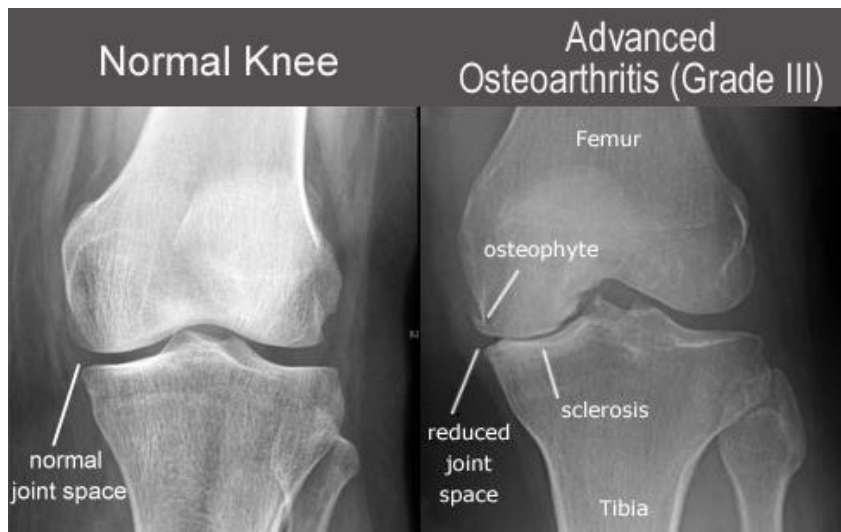 Normal Knee
Advanced
Osteoarthritis (Grade III)
normal
joint space
Femur
osteophyte
sclerosis
reduced
joint
space
Tibia